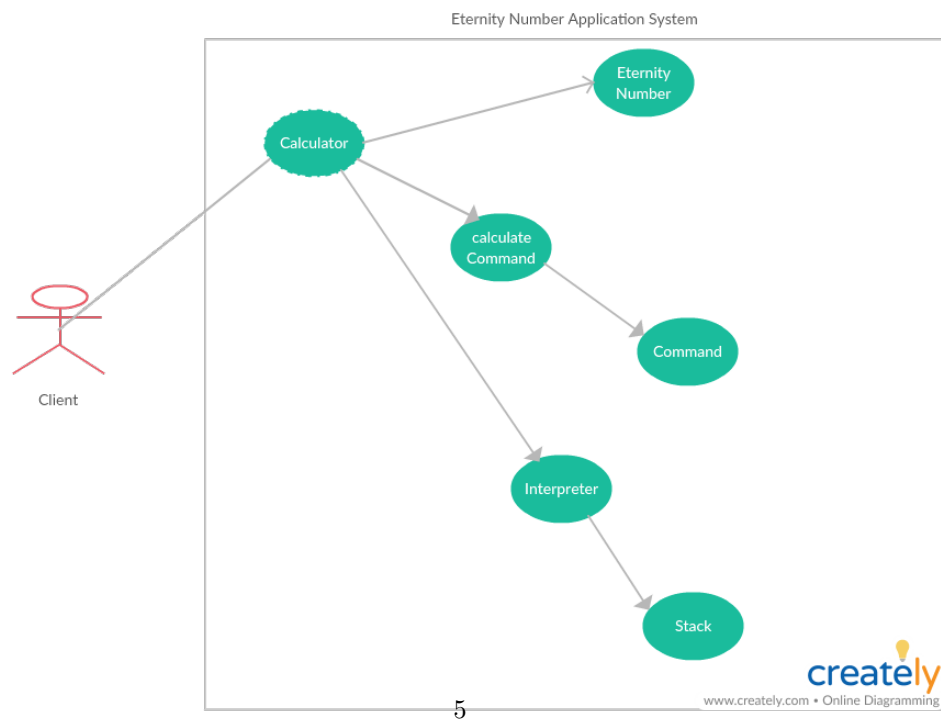 Eternity Number Application System
Eternity
Number
Calculator
calculate
Command
Command
Client
Interpreter
Stack
creately
www.creately.com • Online Diagramming
5